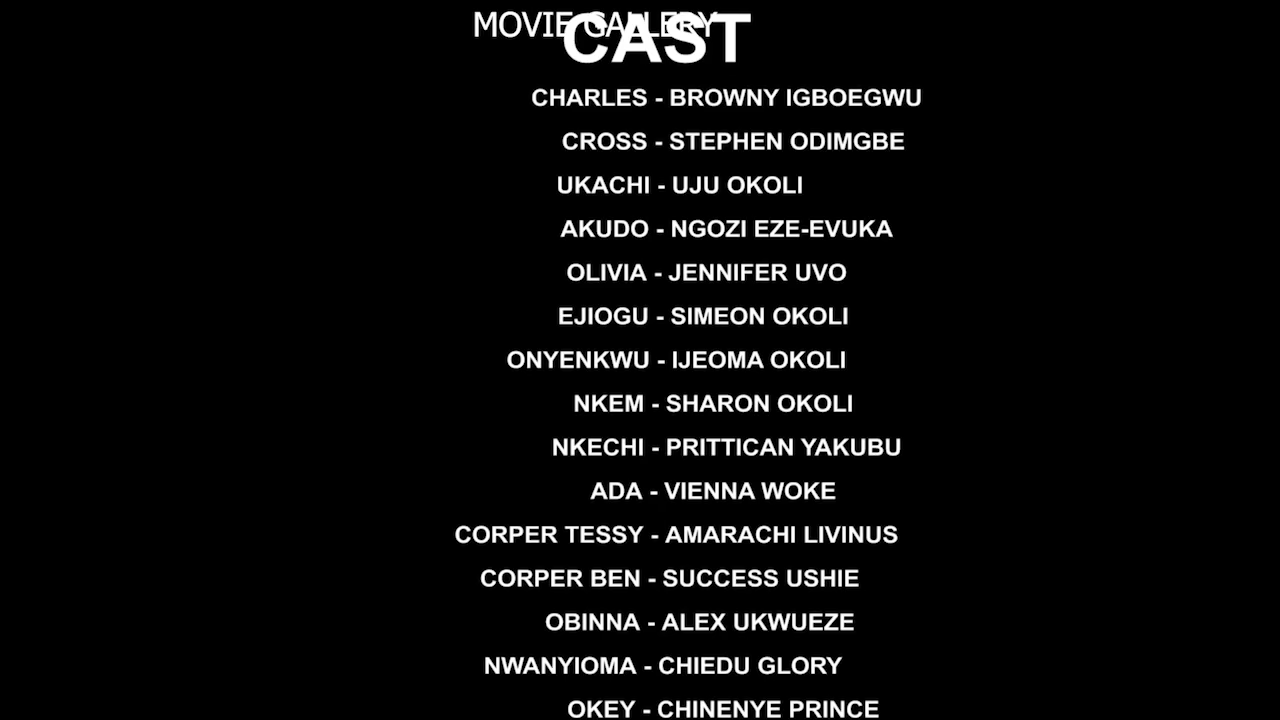 MOVIE GALLERY
CAST
CHARLES - BROWNY IGBOEGWU
CROSS - STEPHEN ODIMGBE
UKACHI - UJU OKOLI
AKUDO - NGOZI EZE-EVUKA
OLIVIA - JENNIFER UVO
EJIOGU - SIMEON OKOLI
ONYENKWU - IJEOMA OKOLI
NKEM - SHARON OKOLI
NKECHI - PRITTICAN YAKUBU
ADA - VIENNA WOKE
CORPER TESSY - AMARACHI LIVINUS
CORPER BEN - SUCCESS USHIE
OBINNA - ALEX UKWUEZE
NWANYIOMA - CHIEDU GLORY
OKEY - CHINENYE PRINCE